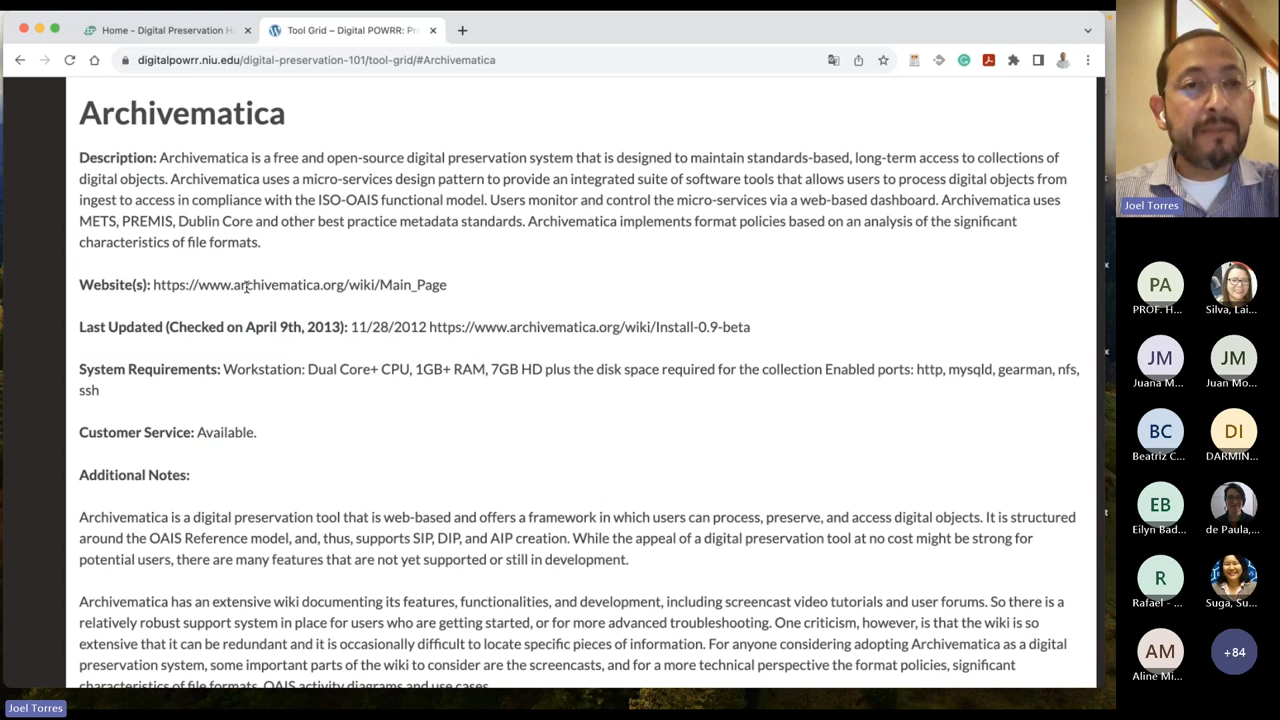 Home - Digital Preservation H
Tool Grid – Digital POWRR: Pr
digitalpowrr.niu.edu/digital-preservation-101/tool-grid/#Archivematica
Archivematica
Description: Archivematica is a free and open-source digital preservation system that is designed to maintain standards-based, long-term access to collections of
digital objects. Archivematica uses a micro-services design pattern to provide an integrated suite of software tools that allows users to process digital objects from
ingest to access in compliance with the ISO-OAIS functional model. Users monitor and control the micro-services via a web-based dashboard. Archivematica uses
METS, PREMIS, Dublin Core and other best practice metadata standards. Archivematica implements format policies based on an analysis of the significant
characteristics of file formats.
Website(s): https://www.archivematica.org/wiki/Main_Page
Last Updated (Checked on April 9th, 2013): 11/28/2012 https://www.archivematica.org/wiki/Install-0.9-beta
System Requirements: Workstation: Dual Core+ CPU, 1GB+ RAM, 7GB HD plus the disk space required for the collection Enabled ports: http, mysqld, gearman, nfs,
ssh
Customer Service: Available.
Additional Notes:
Archivematica is a digital preservation tool that is web-based and offers a framework in which users can process, preserve, and access digital objects. It is structured
around the OAIS Reference model, and, thus, supports SIP, DIP, and AIP creation. While the appeal of a digital preservation tool at no cost might be strong for
potential users, there are many features that are not yet supported or still in development.
Archivematica has an extensive wiki documenting its features, functionalities, and development, including screencast video tutorials and user forums. So there is a
relatively robust support system in place for users who are getting started, or for more advanced troubleshooting. One criticism, however, is that the wiki is so
extensive that it can be redundant and it is occasionally difficult to locate specific pieces of information. For anyone considering adopting Archivematica as a digital
preservation system, some important parts of the wiki to consider are the screencasts, and for a more technical perspective the format policies, significant
characteristics of file formats, OAIS activity diagrams and use cases.
Joel Torres
Joel Torres
PA
PROF. H...
Silva, Lai...
JM
Juana M...
JM
Juan Mo...
BC
Beatriz C...
DI
DARMIN...
EB
Eilyn Bad...
de Paula,...
R
Rafael - ...
Suga, Su...
AM
Aline Mi...
+84